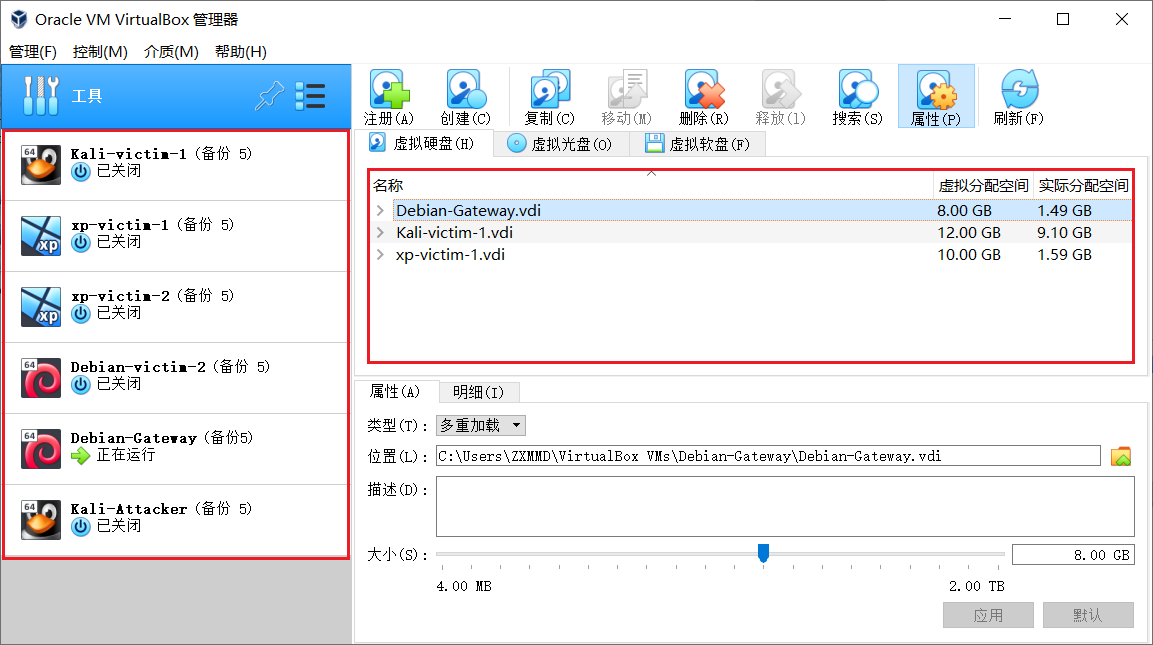 Oracle VM VirtualBox 管理器
管理(F) 控制(M) 介质(M) 帮助(H)
工具
注册(A) 创建(C) 复制(C) 移动(M) 删除(R) 释放(l) 搜索(S) 属性(P) 刷新(F)
虚拟硬盘(H) 虚拟光盘(O) 虚拟软盘(F)
Kali-victim-1 (备份 5)
已关闭
xp-victim-1 (备份 5)
已关闭
xp-victim-2 (备份 5)
已关闭
Debian-victim-2 (备份 5)
已关闭
Debian-Gateway (备份5)
正在运行
Kali-Attacker (备份 5)
已关闭
名称 虚拟分配空间 实际分配空间
Debian-Gateway.vdi 8.00 GB 1.49 GB
Kali-victim-1.vdi 12.00 GB 9.10 GB
xp-victim-1.vdi 10.00 GB 1.59 GB
属性(A) 明细(I)
类型(T): 多重加载
位置(L): C:\Users\ZXMMD\VirtualBox VMs\Debian-Gateway\Debian-Gateway.vdi
描述(D):
大小(S): 8.00 GB
4.00 MB 2.00 TB
应用 默认
64
xp
xp
64
64
64